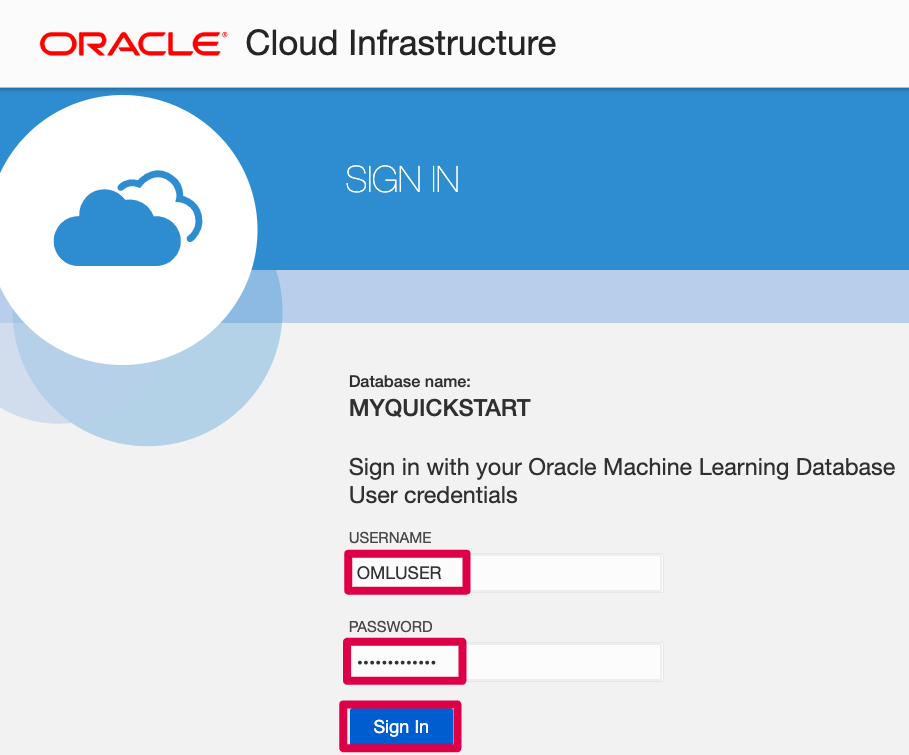 ORACLE® Cloud Infrastructure
SIGN IN
Database name:
MYQUICKSTART
Sign in with your Oracle Machine Learning Database
User credentials
USERNAME
OMLUSER
PASSWORD
•••••••••••••
Sign In